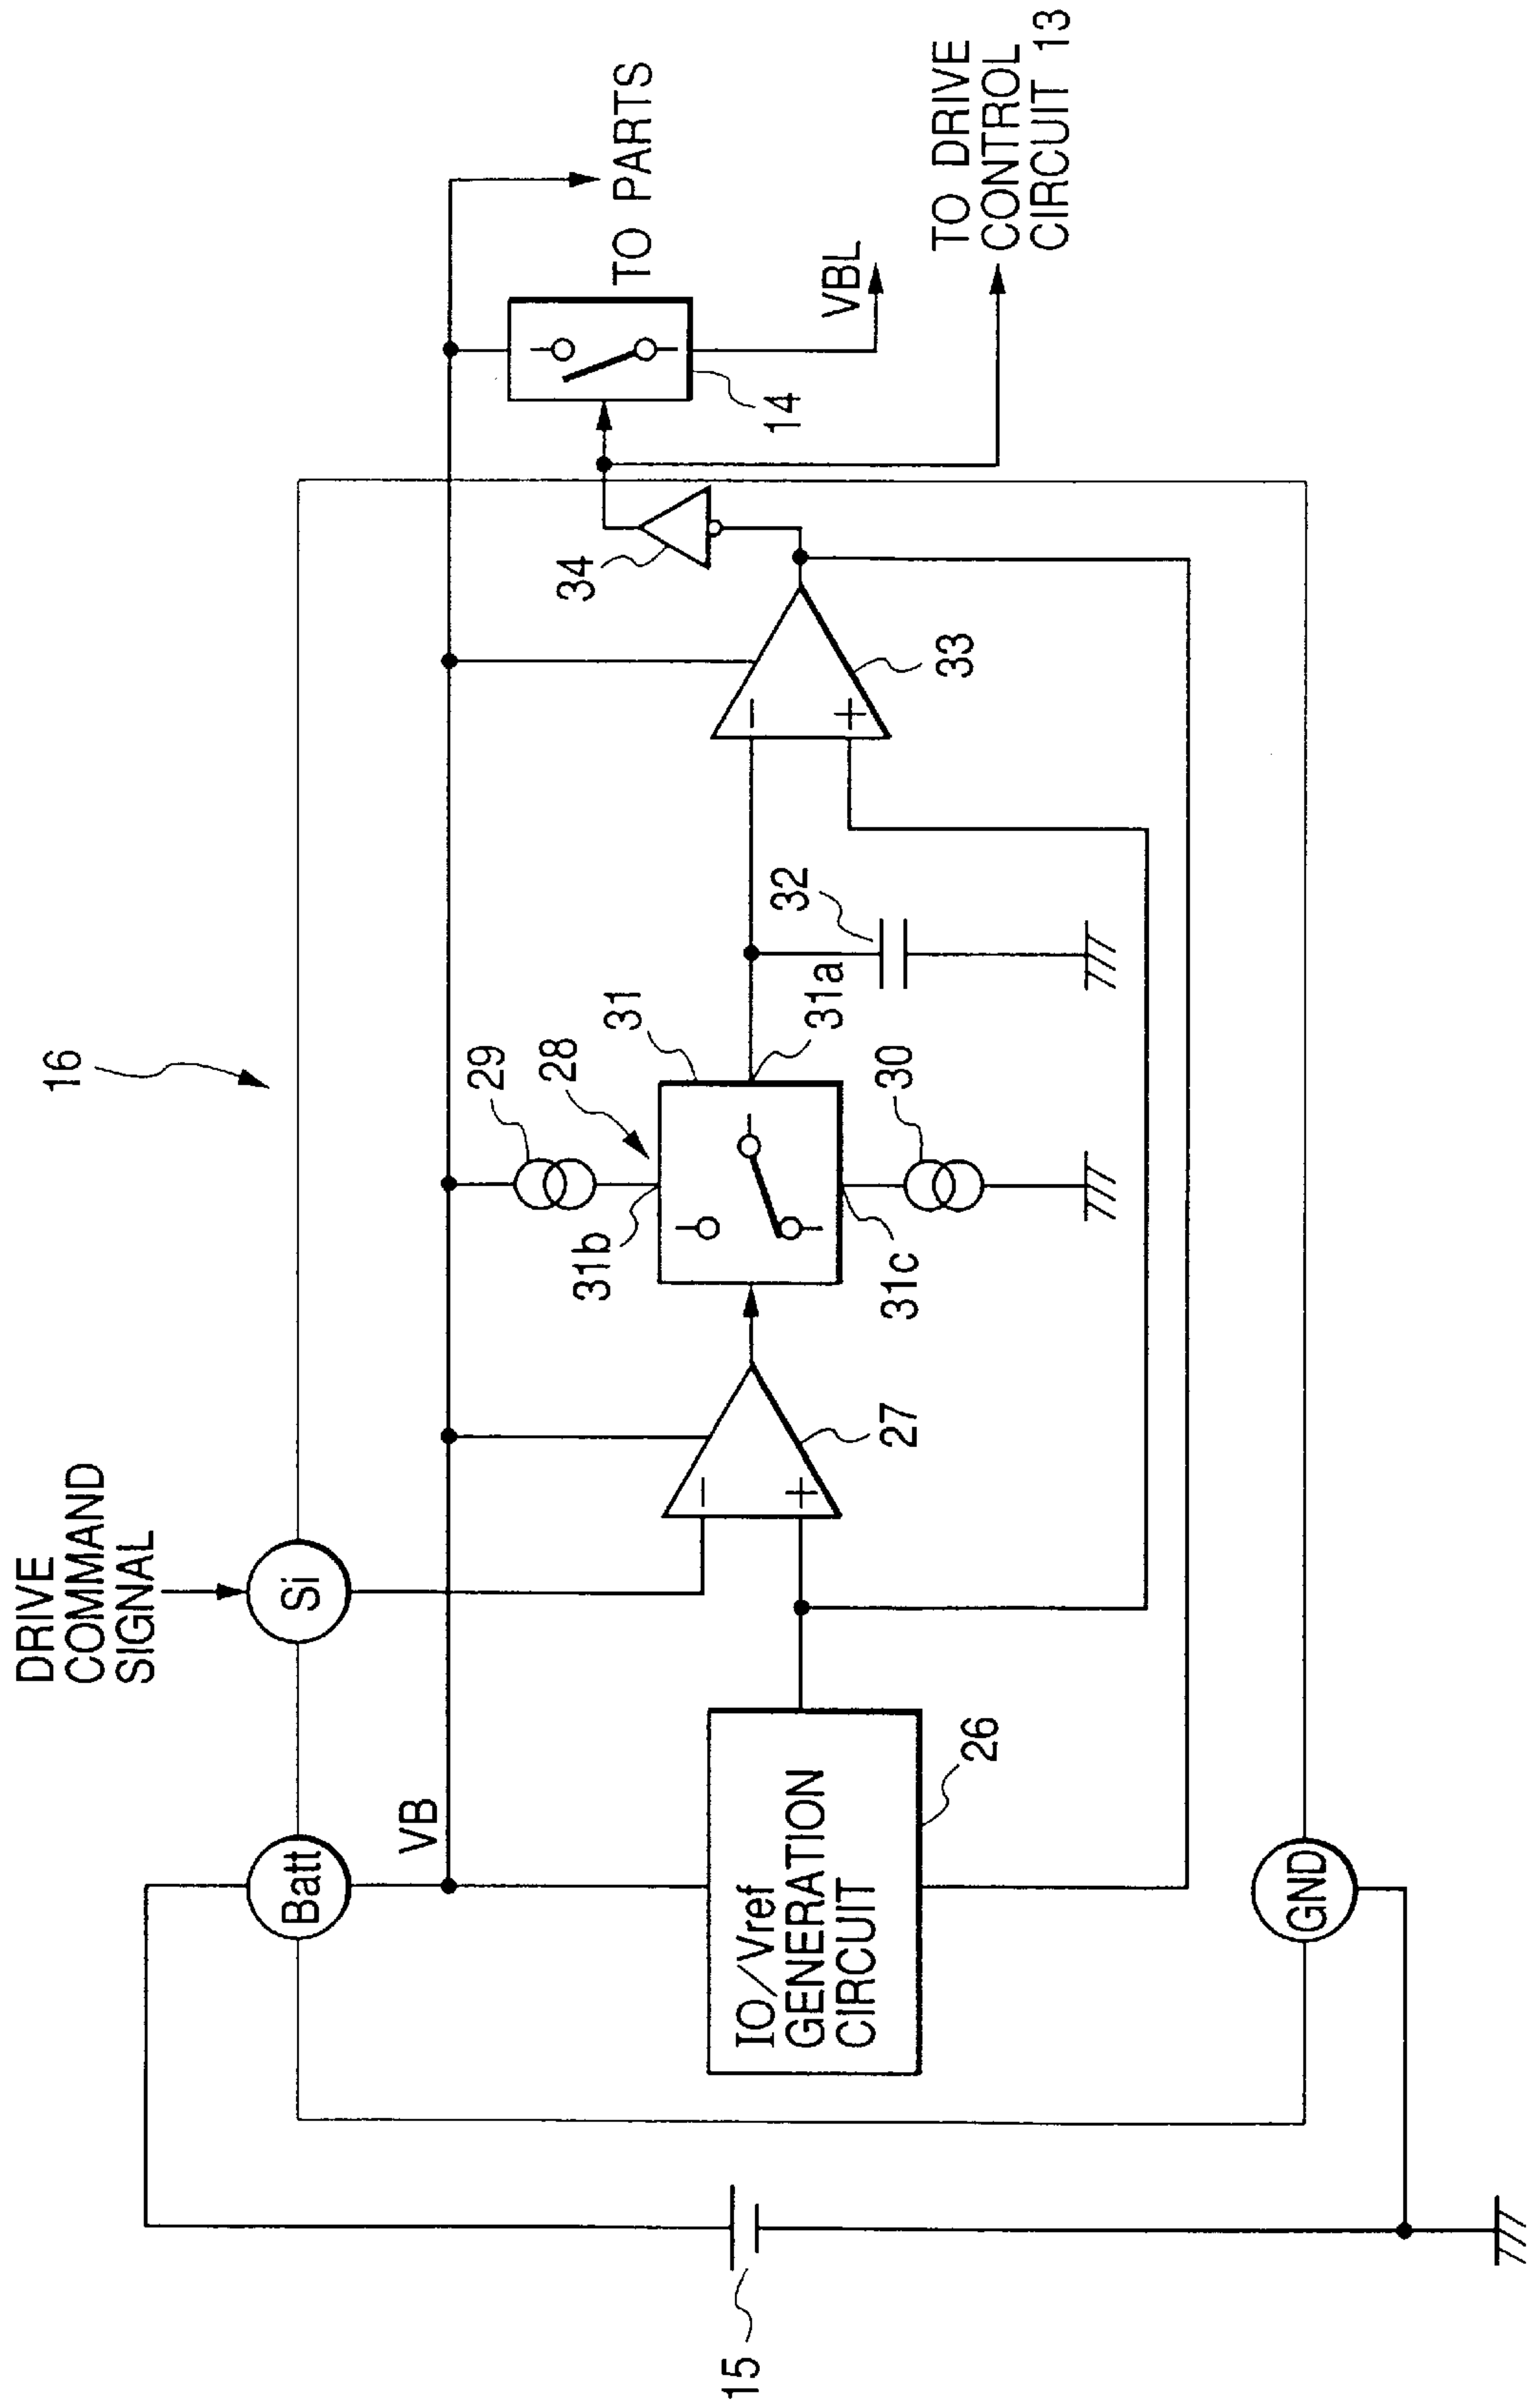 16
DRIVE
COMMAND
SIGNAL
Batt
Si
VB
29
28
31
31b
31a
31c
30
32
27
33
34
14
TO PARTS
VBL
TO DRIVE
CONTROL
CIRCUIT 13
IO/Vref
GENERATION
CIRCUIT
26
GND
15
−
+
−
+